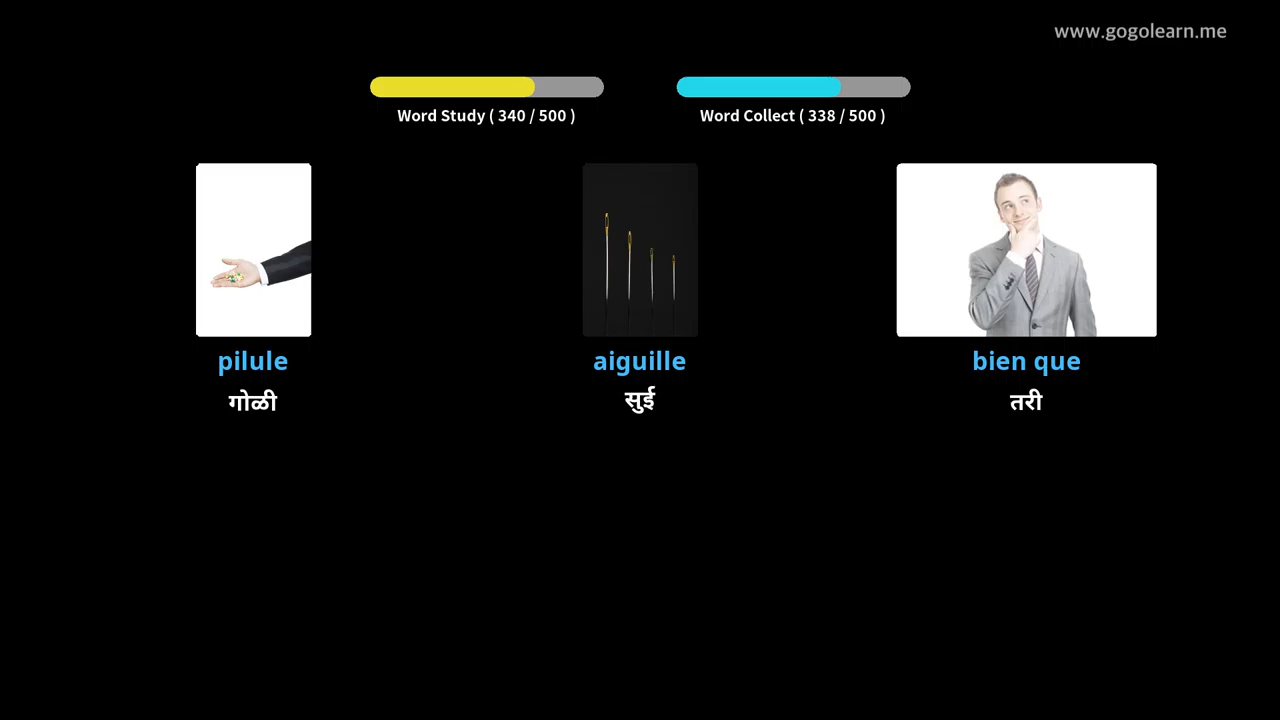 www.gogolearn.me
Word Study ( 340 / 500 )
Word Collect ( 338 / 500 )
pilule
aiguille
bien que
गोळी
सुई
तरी